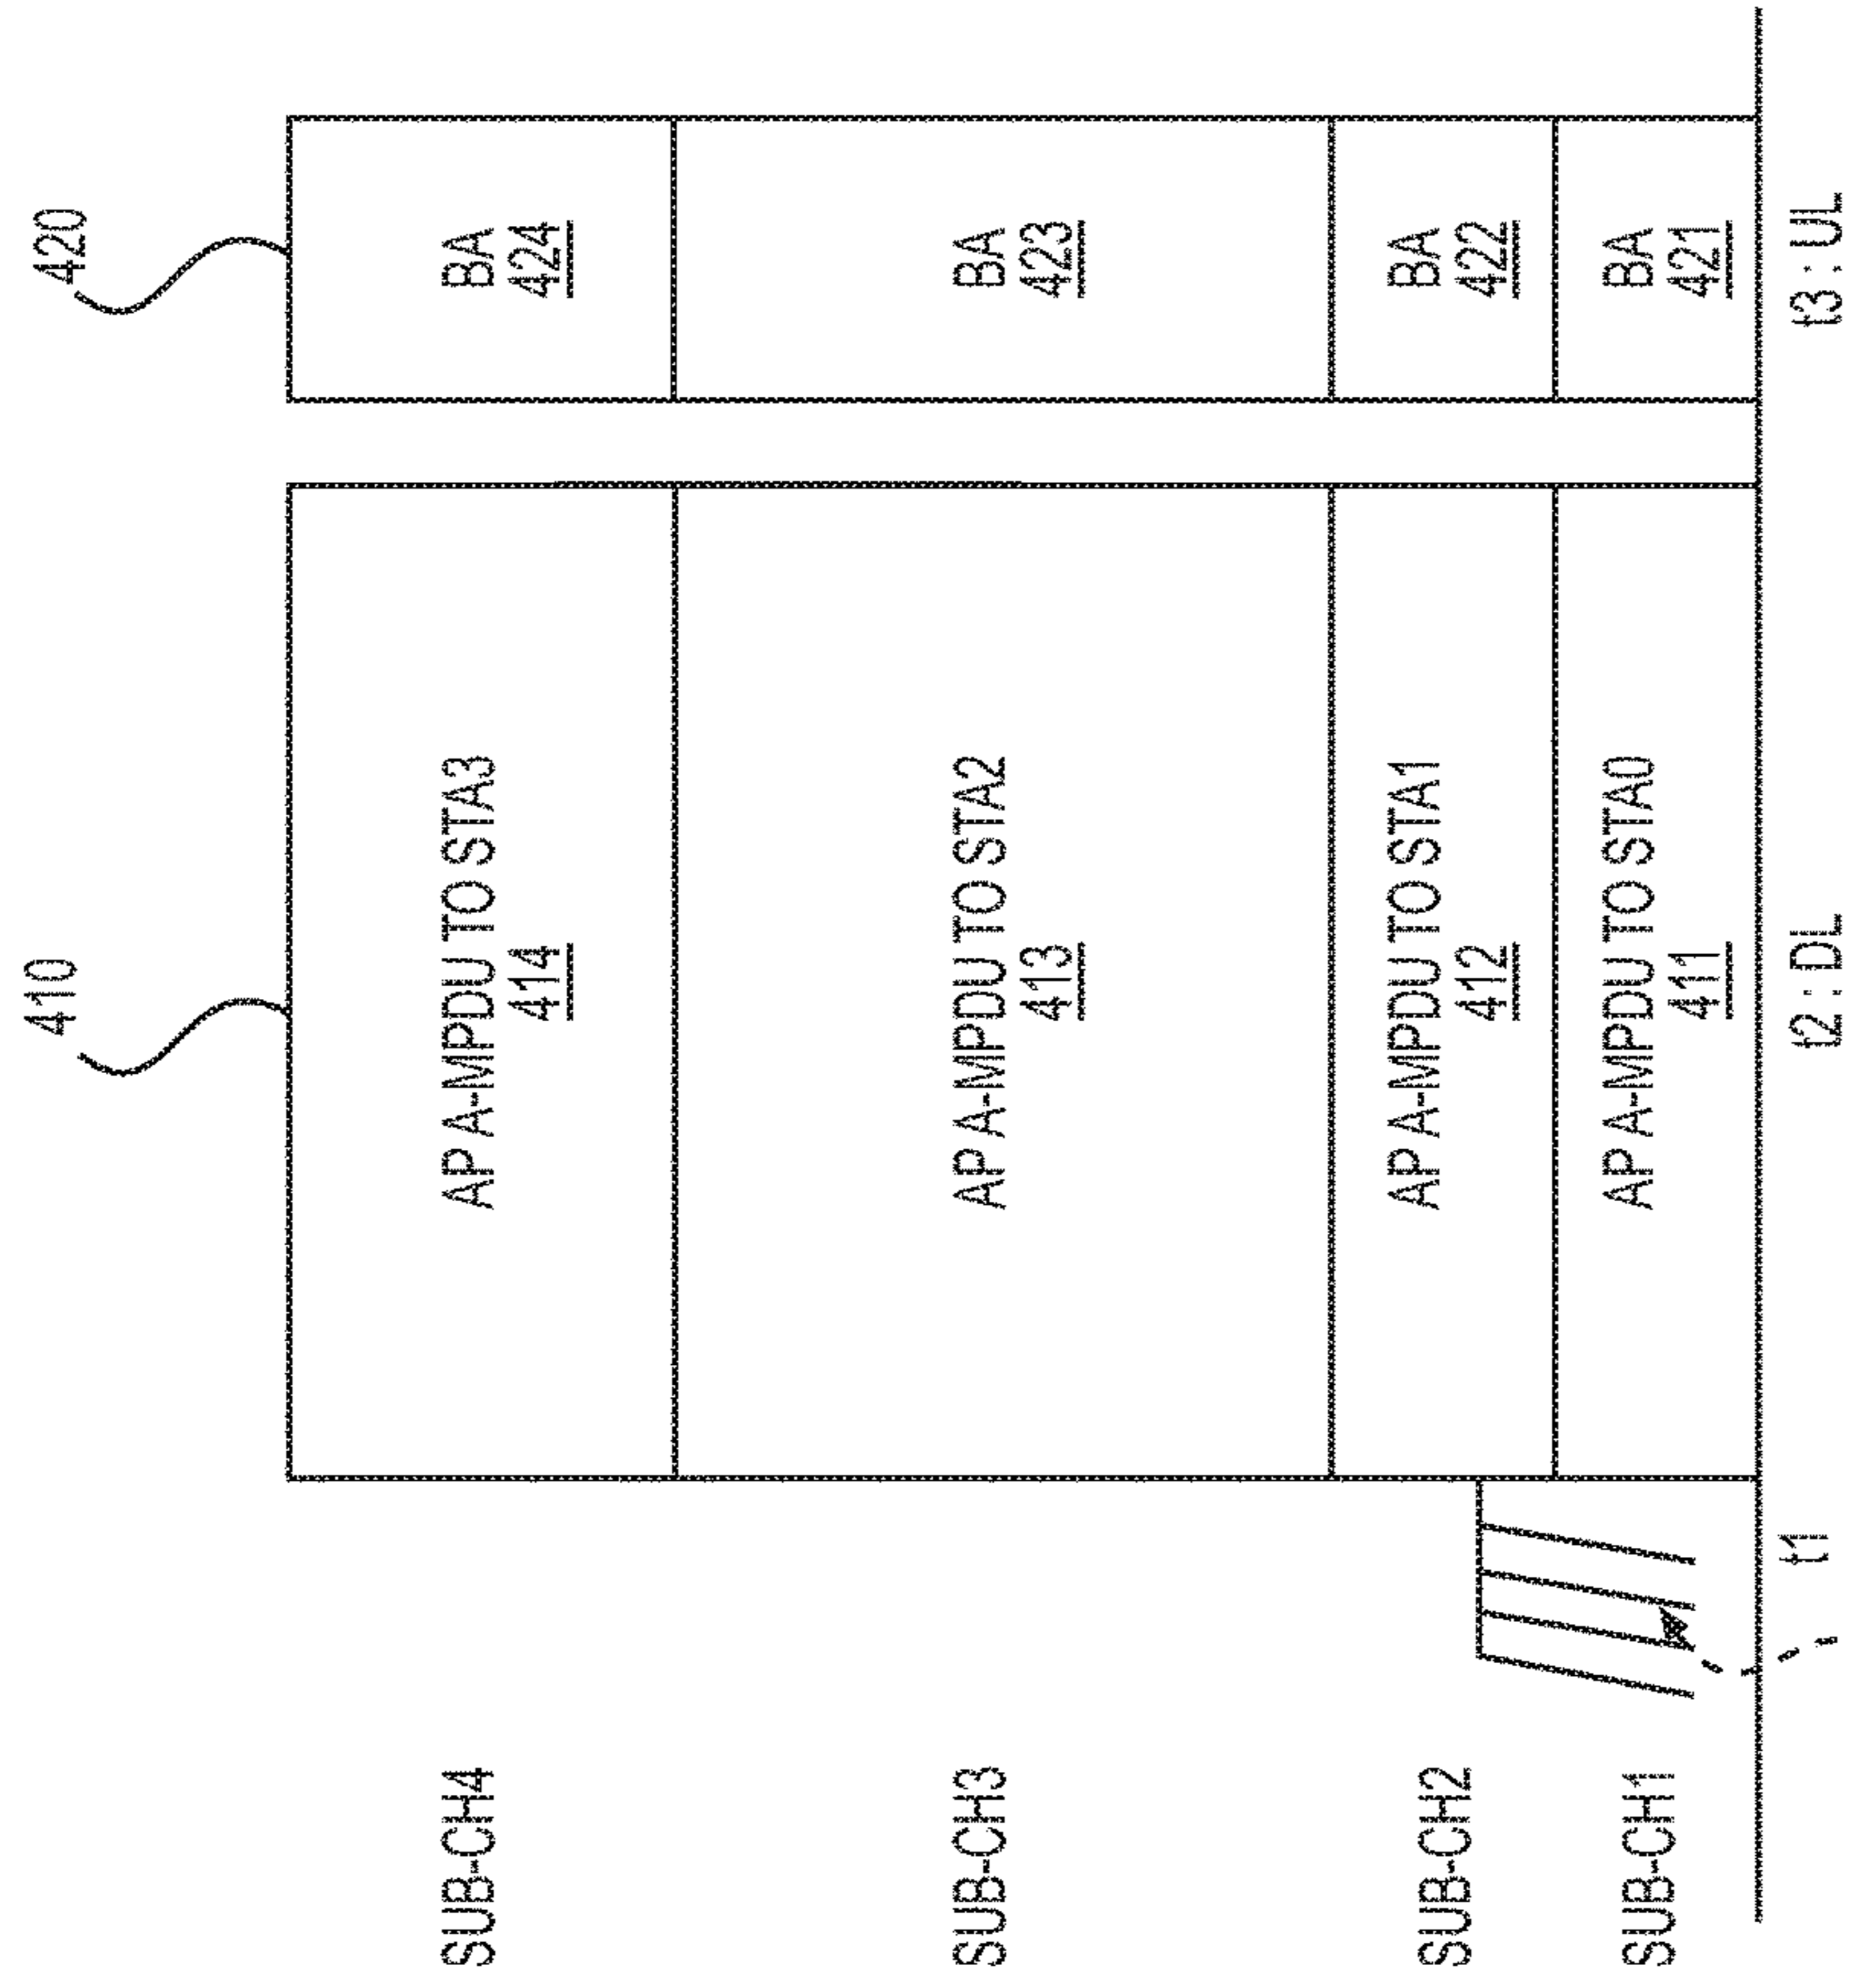 410
420
SUB-CH4
AP A-MPDU TO STA3
414
BA
424
SUB-CH3
AP A-MPDU TO STA2
413
BA
423
SUB-CH2
AP A-MPDU TO STA1
412
BA
422
SUB-CH1
AP A-MPDU TO STA0
411
BA
421
t1
t2 : DL
t3 : UL